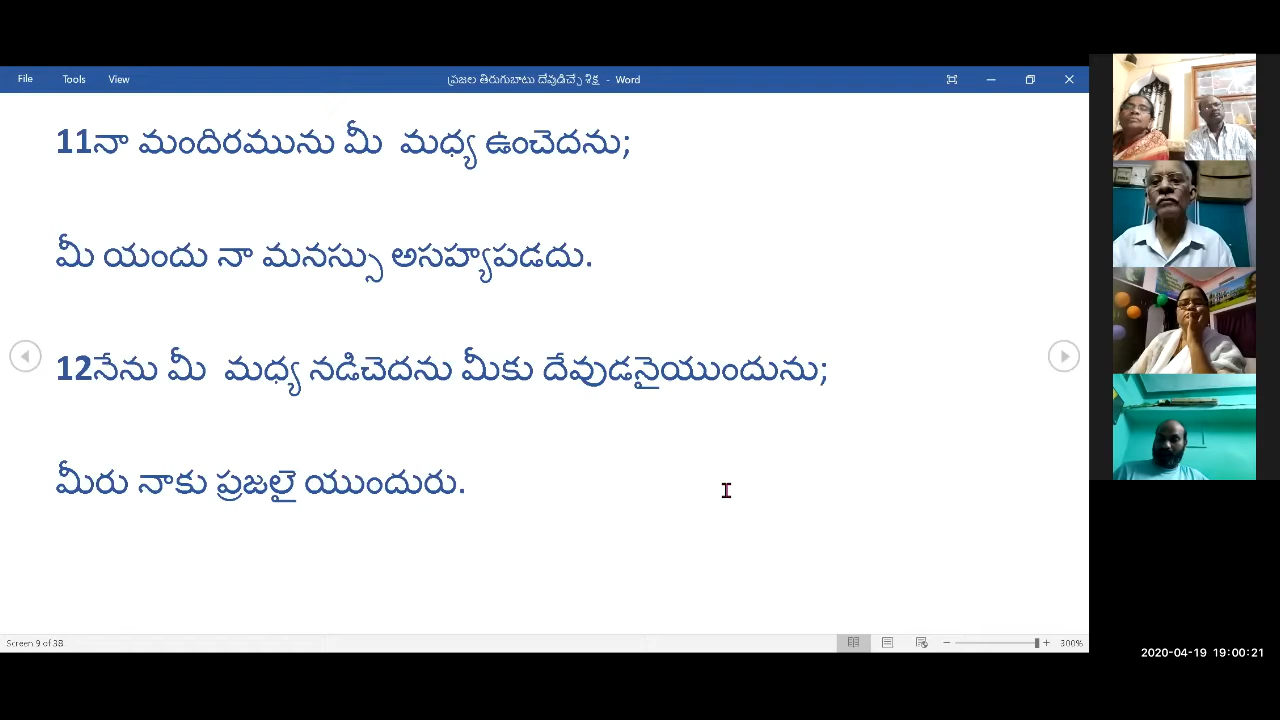 File Tools View ప్రజల తిరుగుబాటు దేవుడిచ్చే శిక్ష - Word
11నా మందిరమును మీ మధ్య ఉంచెదను;
మీ యందు నా మనస్సు అసహ్యపడదు.
12నేను మీ మధ్య నడిచెదను మీకు దేవుడనైయుందును;
మీరు నాకు ప్రజలై యుందురు.
Screen 9 of 38 300%
2020-04-19 19:00:21